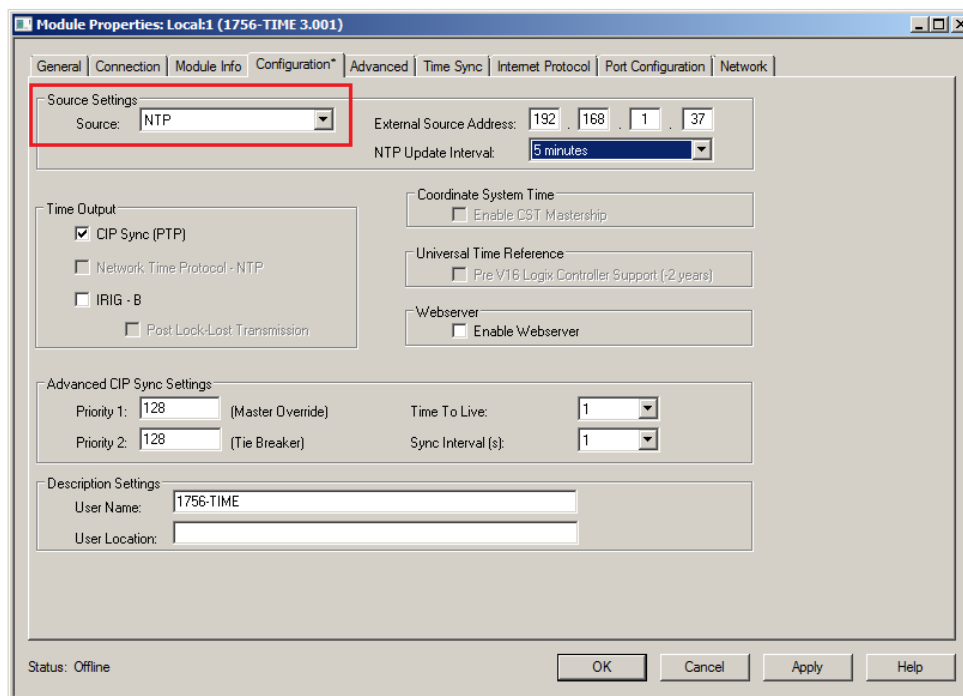 Module Properties: Local:1 (1756-TIME 3.001)
General Connection Module Info Configuration* Advanced Time Sync Internet Protocol Port Configuration Network
Source Settings
Source: NTP
External Source Address: 192 . 168 . 1 . 37
NTP Update Interval: 5 minutes
Time Output
CIP Sync (PTP)
Network Time Protocol - NTP
IRIG - B
Post Lock-Lost Transmission
Coordinate System Time
Enable CST Mastership
Universal Time Reference
Pre V16 Logix Controller Support (-2 years)
Webserver
Enable Webserver
Advanced CIP Sync Settings
Priority 1: 128 (Master Override) Time To Live: 1
Priority 2: 128 (Tie Breaker) Sync Interval (s): 1
Description Settings
User Name: 1756-TIME
User Location:
Status: Offline OK Cancel Apply Help